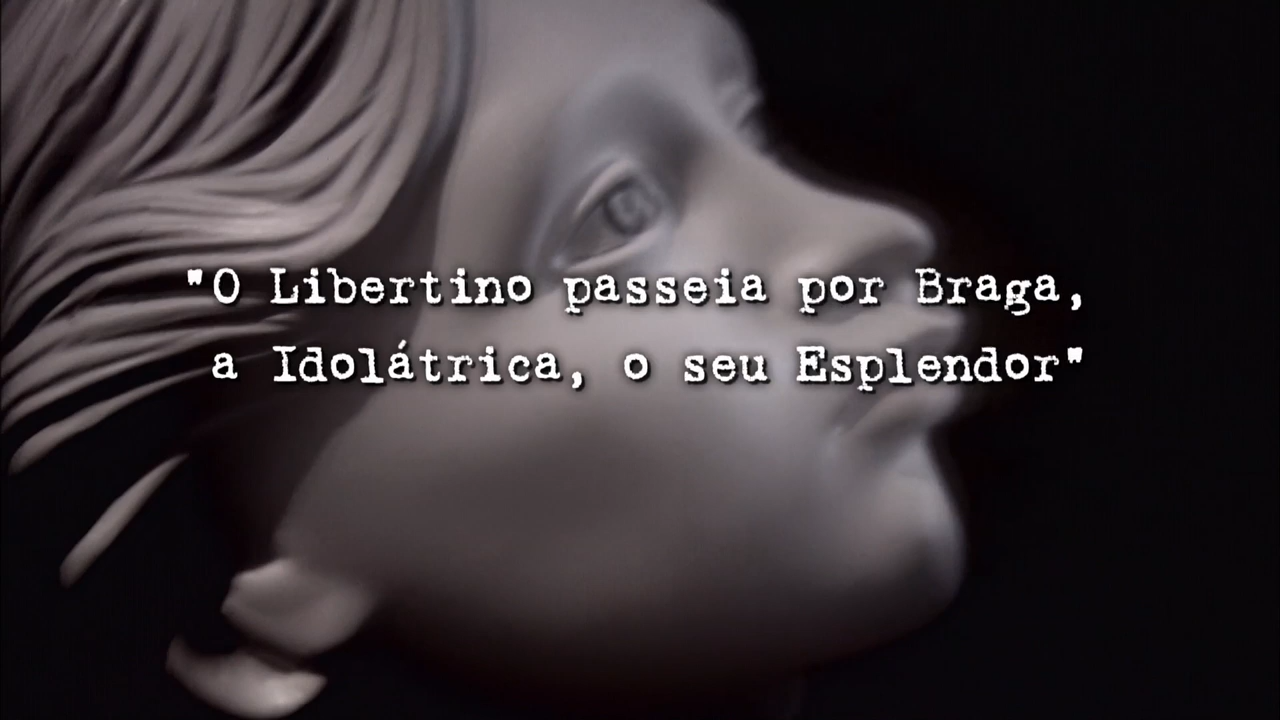 "O Libertino passeia por Braga,
a Idolátrica, o seu Esplendor"